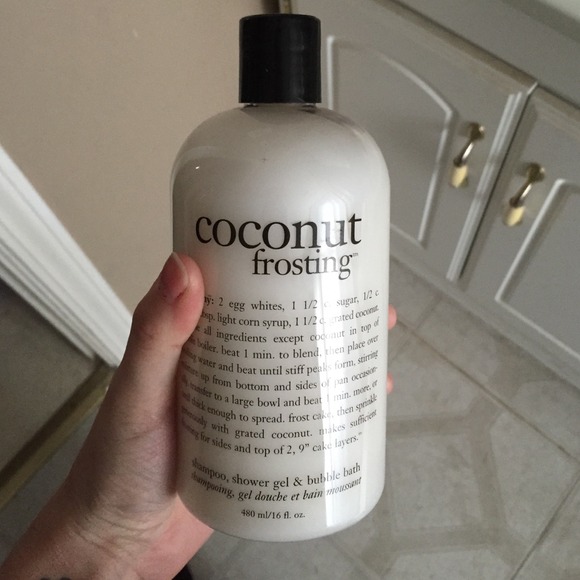 coconut
frosting™
2 egg whites, 1 1/2 c. sugar, 1/2 c.
light corn syrup, 1 1/2 c. grated coconut,
all ingredients except coconut in top of
boiler, beat 1 min. to blend, then place over
water and beat until stiff peaks form, stirring
up from bottom and sides of pan occasion-
transfer to a large bowl and beat 1 min. more, or
thick enough to spread. frost cake, then sprinkle
with grated coconut. makes sufficient
for sides and top of 2, 9" cake layers."
shampoo, shower gel & bubble bath
shampooing, gel douche et bain moussant
480 ml/16 fl. oz.